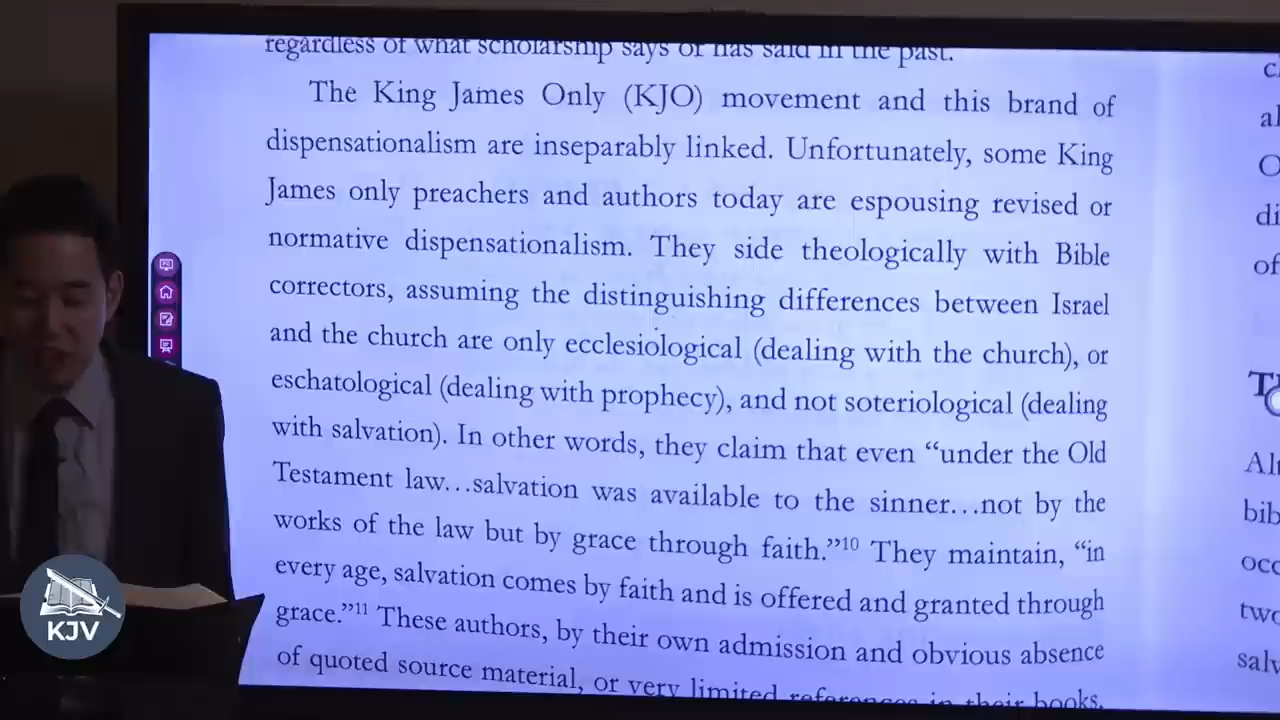 regardless of what scholarship says or has said in the past.
The King James Only (KJO) movement and this brand of
dispensationalism are inseparably linked. Unfortunately, some King
James only preachers and authors today are espousing revised or
normative dispensationalism. They side theologically with Bible
correctors, assuming the distinguishing differences between Israel
and the church are only ecclesiological (dealing with the church), or
eschatological (dealing with prophecy), and not soteriological (dealing
with salvation). In other words, they claim that even “under the Old
Testament law…salvation was available to the sinner…not by the
works of the law but by grace through faith.”10 They maintain, “in
every age, salvation comes by faith and is offered and granted through
grace.”11 These authors, by their own admission and obvious absence
of quoted source material, or very limited references in their books,
KJV